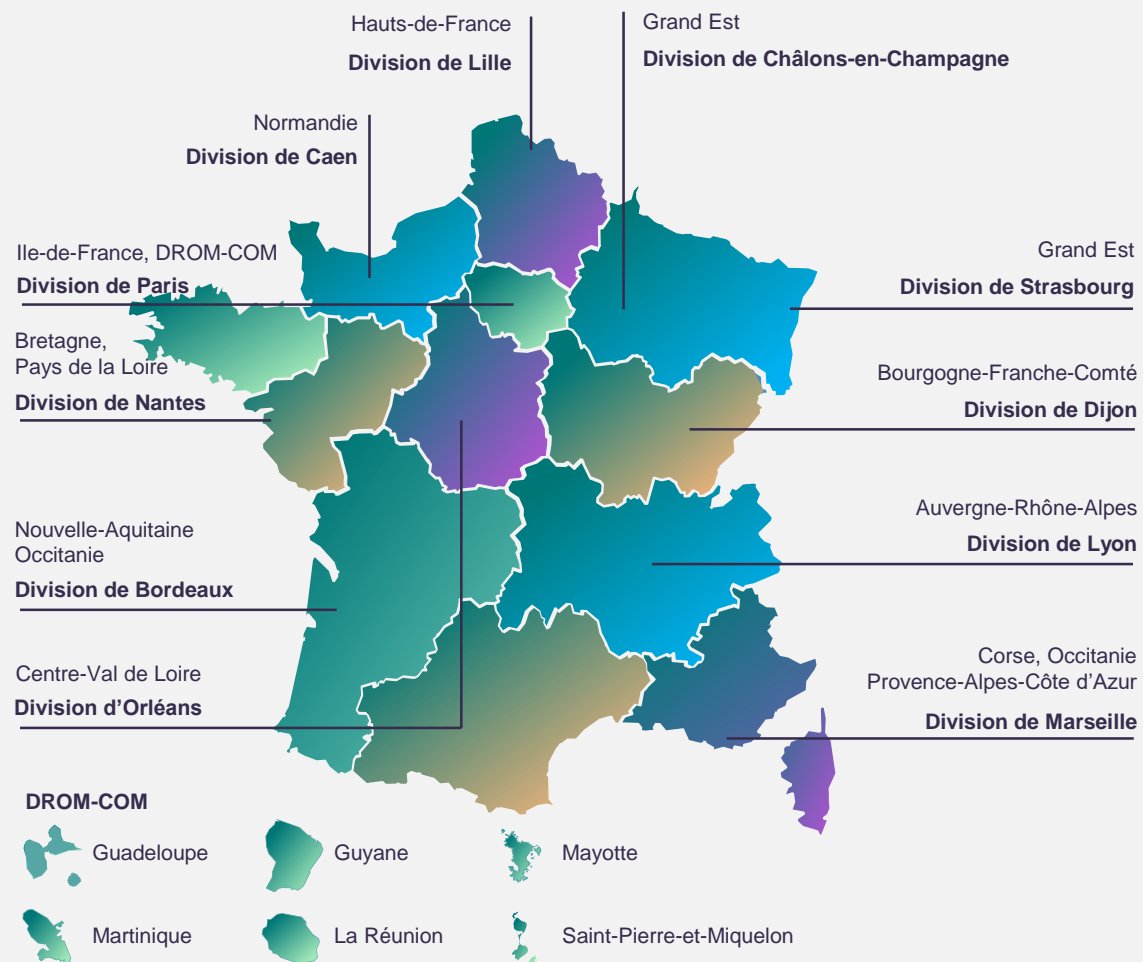 Hauts-de-France
Division de Lille
Grand Est
Division de Châlons-en-Champagne
Normandie
Division de Caen
Ile-de-France, DROM-COM
Division de Paris
Grand Est
Division de Strasbourg
Bretagne,
Pays de la Loire
Division de Nantes
Bourgogne-Franche-Comté
Division de Dijon
Nouvelle-Aquitaine
Occitanie
Division de Bordeaux
Auvergne-Rhône-Alpes
Division de Lyon
Centre-Val de Loire
Division d’Orléans
Corse, Occitanie
Provence-Alpes-Côte d’Azur
Division de Marseille
DROM-COM
Guadeloupe
Guyane
Mayotte
Martinique
La Réunion
Saint-Pierre-et-Miquelon